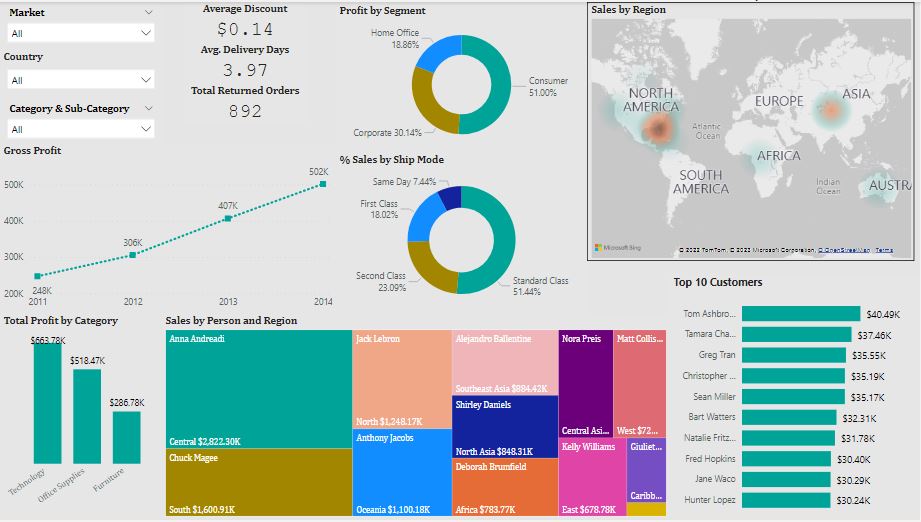 Market
All
Country
All
Category & Sub-Category
All
Average Discount
$0.14
Avg. Delivery Days
3.97
Total Returned Orders
892
Profit by Segment
Home Office
18.86%
Consumer
51.00%
Corporate 30.14%
Sales by Region
NORTH
AMERICA
EUROPE
ASIA
Atlantic
Ocean
AFRICA
SOUTH
AMERICA
Indian
Ocean
AUSTR
Microsoft Bing
© 2022 TomTom, © 2022 Microsoft Corporation, © OpenStreetMap Terms
Gross Profit
500K
400K
300K
200K
248K
306K
407K
502K
2011
2012
2013
2014
% Sales by Ship Mode
Same Day 7.44%
First Class
18.02%
Second Class
23.09%
Standard Class
51.44%
Total Profit by Category
$663.78K
$518.47K
$286.78K
Technology
Office Supplies
Furniture
Sales by Person and Region
Anna Andreadi
Central $2,822.30K
Chuck Magee
South $1,600.91K
Jack Lebron
North $1,248.17K
Anthony Jacobs
Oceania $1,100.18K
Alejandro Ballentine
Southeast Asia $884.42K
Shirley Daniels
North Asia $848.31K
Deborah Brumfield
Africa $783.77K
Nora Preis
Central Asi...
Matt Collis...
West $72...
Kelly Williams
East $678.78K
Giuliet...
Caribb...
Top 10 Customers
Tom Ashbro... $40.49K
Tamara Cha... $37.46K
Greg Tran $35.55K
Christopher ... $35.19K
Sean Miller $35.17K
Bart Watters $32.31K
Natalie Fritz... $31.78K
Fred Hopkins $30.40K
Jane Waco $30.29K
Hunter Lopez $30.24K